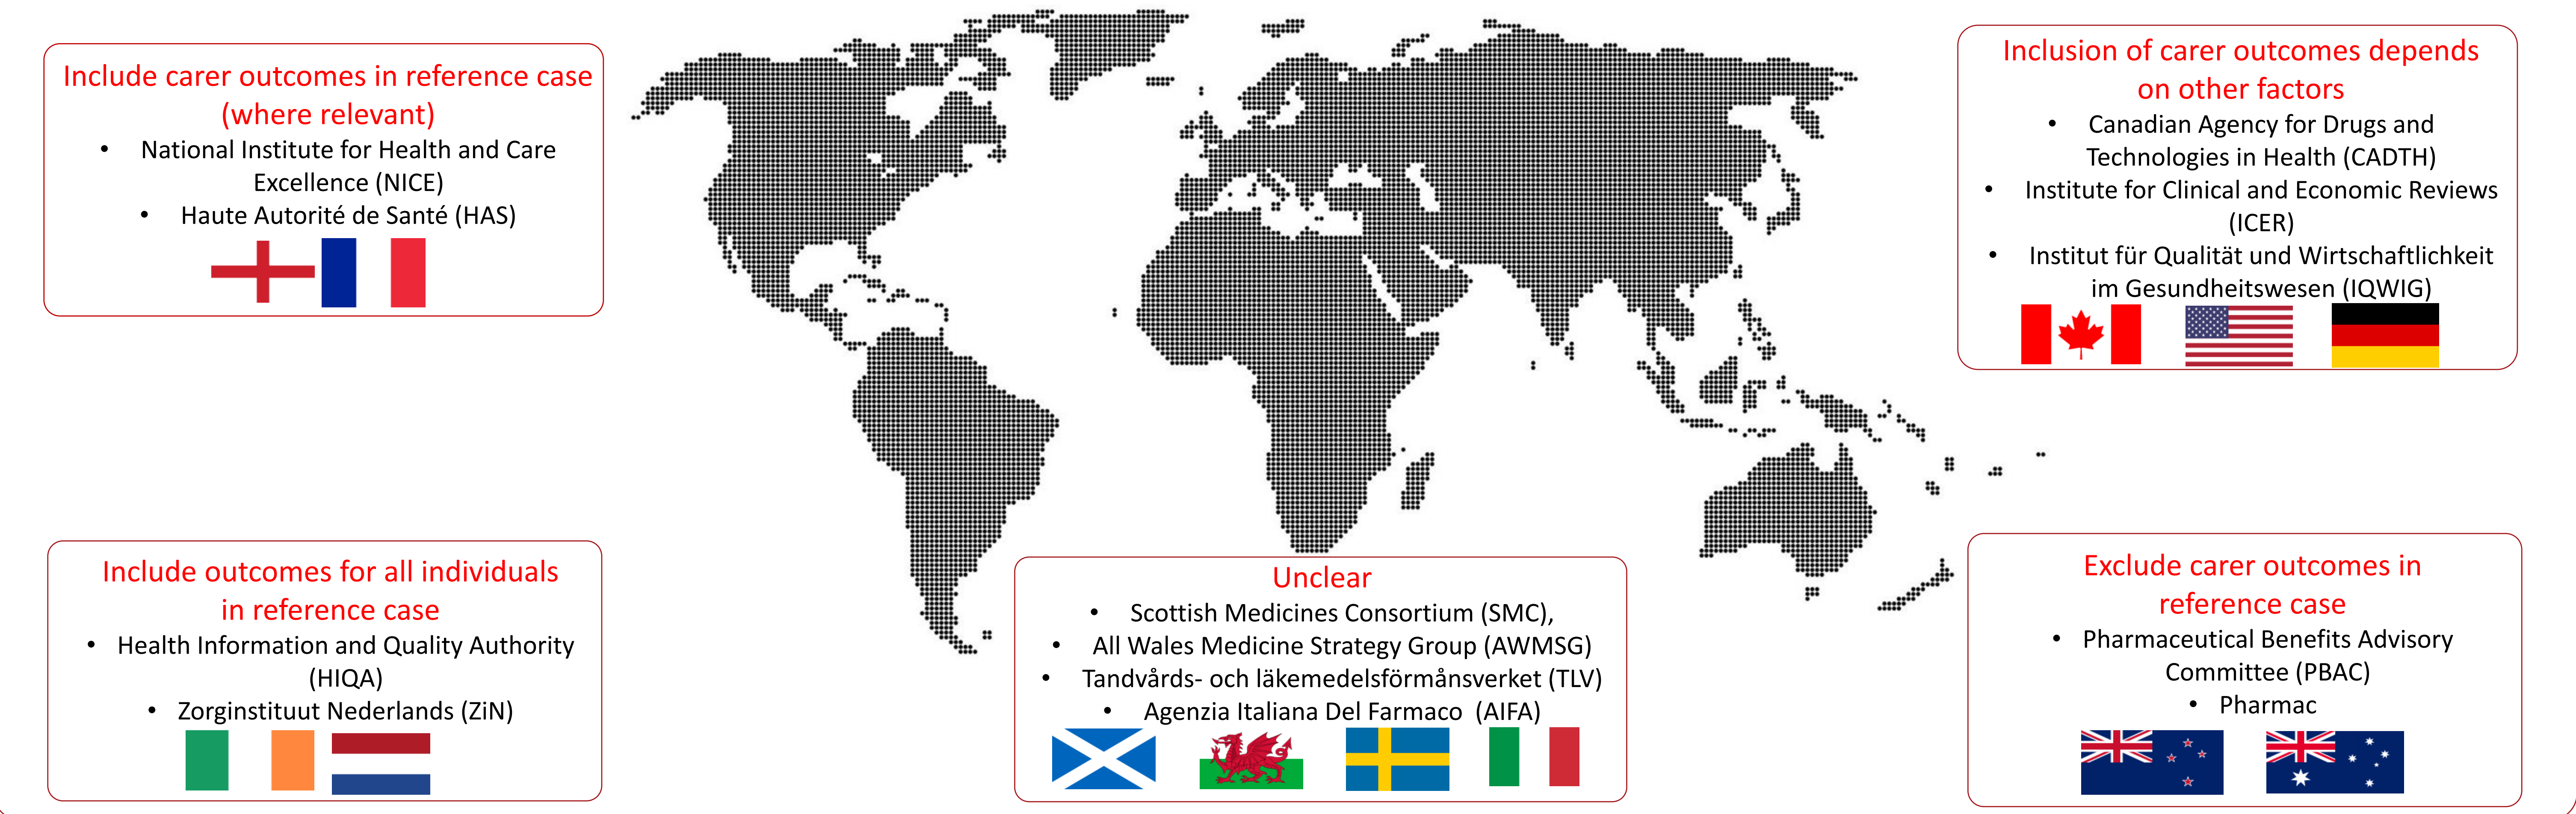 Include carer outcomes in reference case
(where relevant)
• National Institute for Health and Care
Excellence (NICE)
• Haute Autorité de Santé (HAS)
Inclusion of carer outcomes depends
on other factors
• Canadian Agency for Drugs and
Technologies in Health (CADTH)
• Institute for Clinical and Economic Reviews
(ICER)
• Institut für Qualität und Wirtschaftlichkeit
im Gesundheitswesen (IQWIG)
Include outcomes for all individuals
in reference case
• Health Information and Quality Authority
(HIQA)
• Zorginstituut Nederlands (ZiN)
Unclear
• Scottish Medicines Consortium (SMC),
• All Wales Medicine Strategy Group (AWMSG)
• Tandvårds- och läkemedelsförmånsverket (TLV)
• Agenzia Italiana Del Farmaco (AIFA)
Exclude carer outcomes in
reference case
• Pharmaceutical Benefits Advisory
Committee (PBAC)
• Pharmac